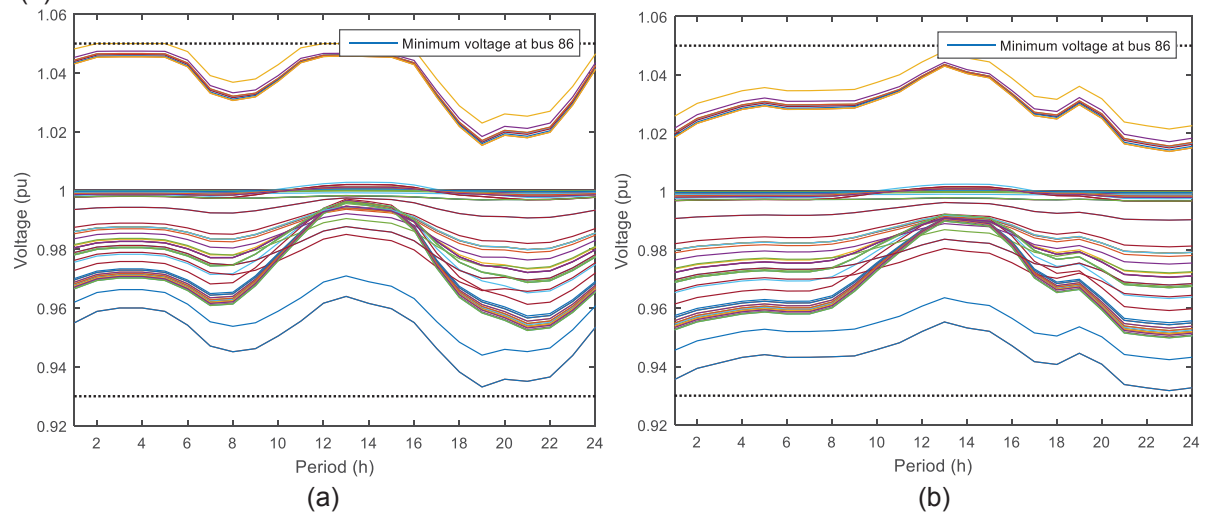 1.06
1.04
1.02
1
0.98
0.96
0.94
0.92
Voltage (pu)
Minimum voltage at bus 86
2 4 6 8 10 12 14 16 18 20 22 24
Period (h)
(a)
1.06
1.04
1.02
1
0.98
0.96
0.94
0.92
Voltage (pu)
Minimum voltage at bus 86
2 4 6 8 10 12 14 16 18 20 22 24
Period (h)
(b)